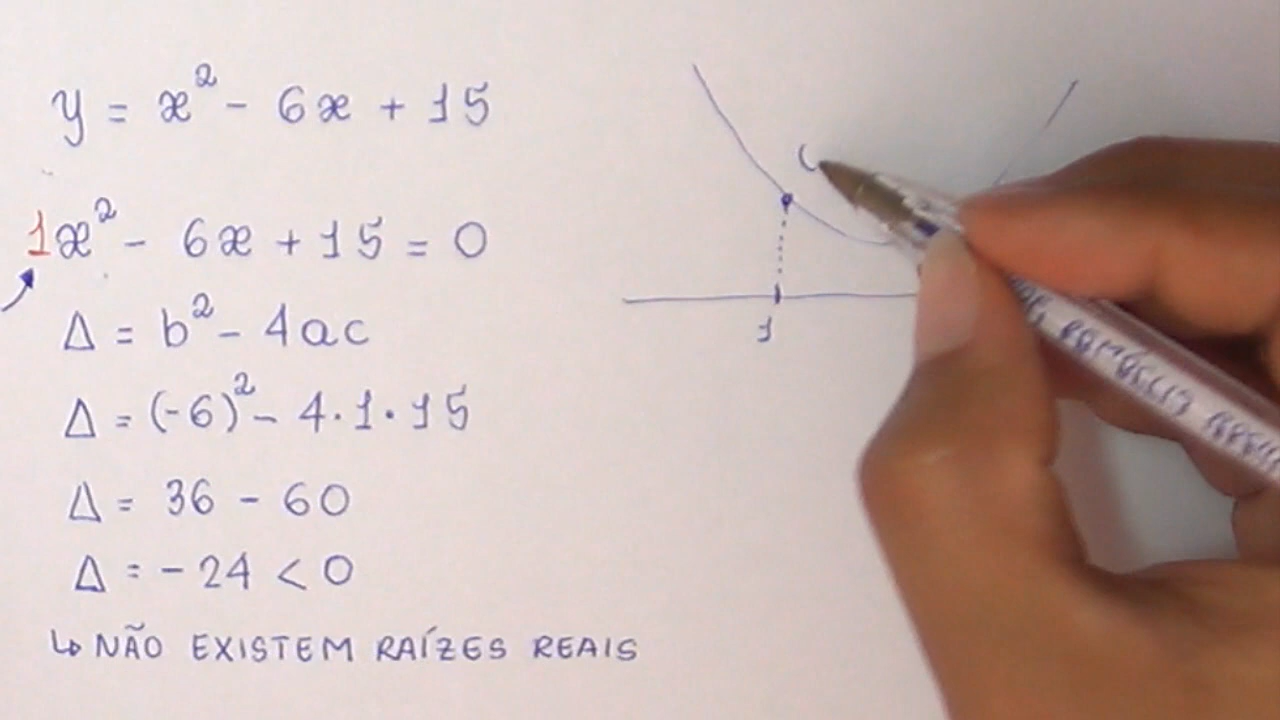 y = x² - 6x + 15
1x² - 6x + 15 = 0
Δ = b² - 4ac
Δ = (-6)² - 4·1·15
Δ = 36 - 60
Δ = -24 < 0
↳ NÃO EXISTEM RAÍZES REAIS
1
(